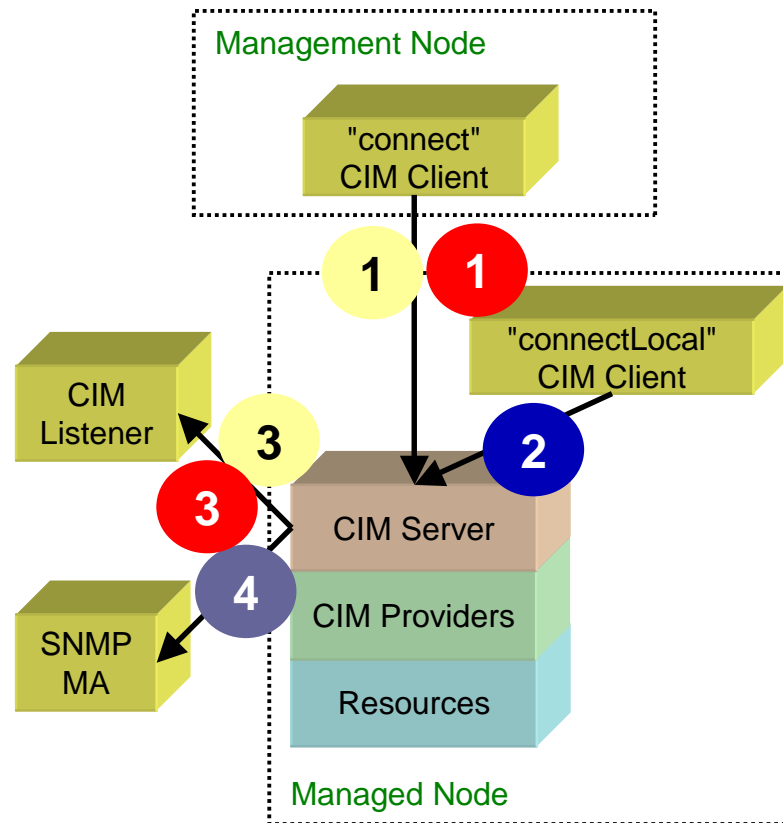 Management Node
"connect"
CIM Client
1
1
"connectLocal"
CIM Client
CIM
Listener
3
2
3
CIM Server
4
CIM Providers
SNMP
MA
Resources
Managed Node